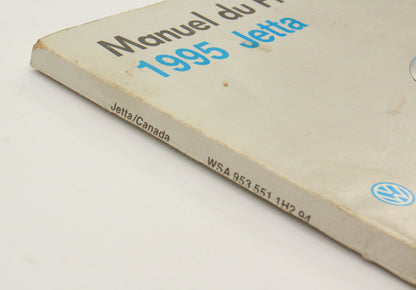 Manuel du
1995 Jetta
Jetta/Canada
WSA 953 551 1H2 94
VW